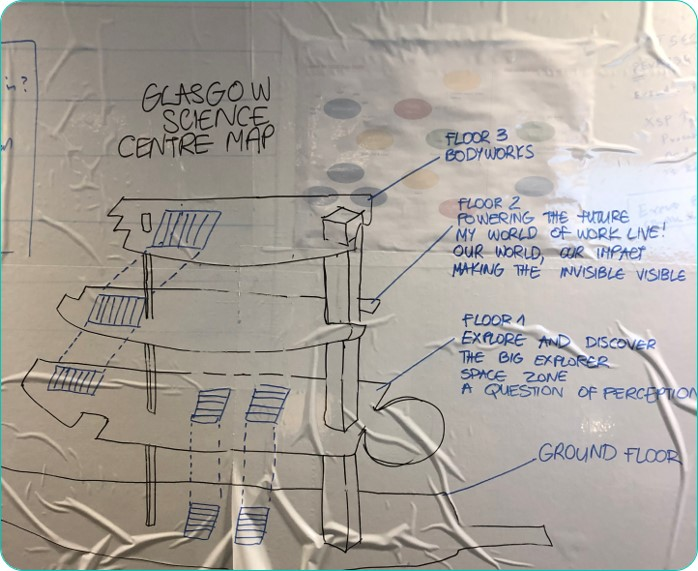 GLASGOW
SCIENCE
CENTRE MAP
FLOOR 3
BODYWORKS
FLOOR 2
POWERING THE FUTURE
MY WORLD OF WORK LIVE!
OUR WORLD, OUR IMPACT
MAKING THE INVISIBLE VISIBLE
FLOOR 1
EXPLORE AND DISCOVER
THE BIG EXPLORER
SPACE ZONE
A QUESTION OF PERCEPTION
GROUND FLOOR